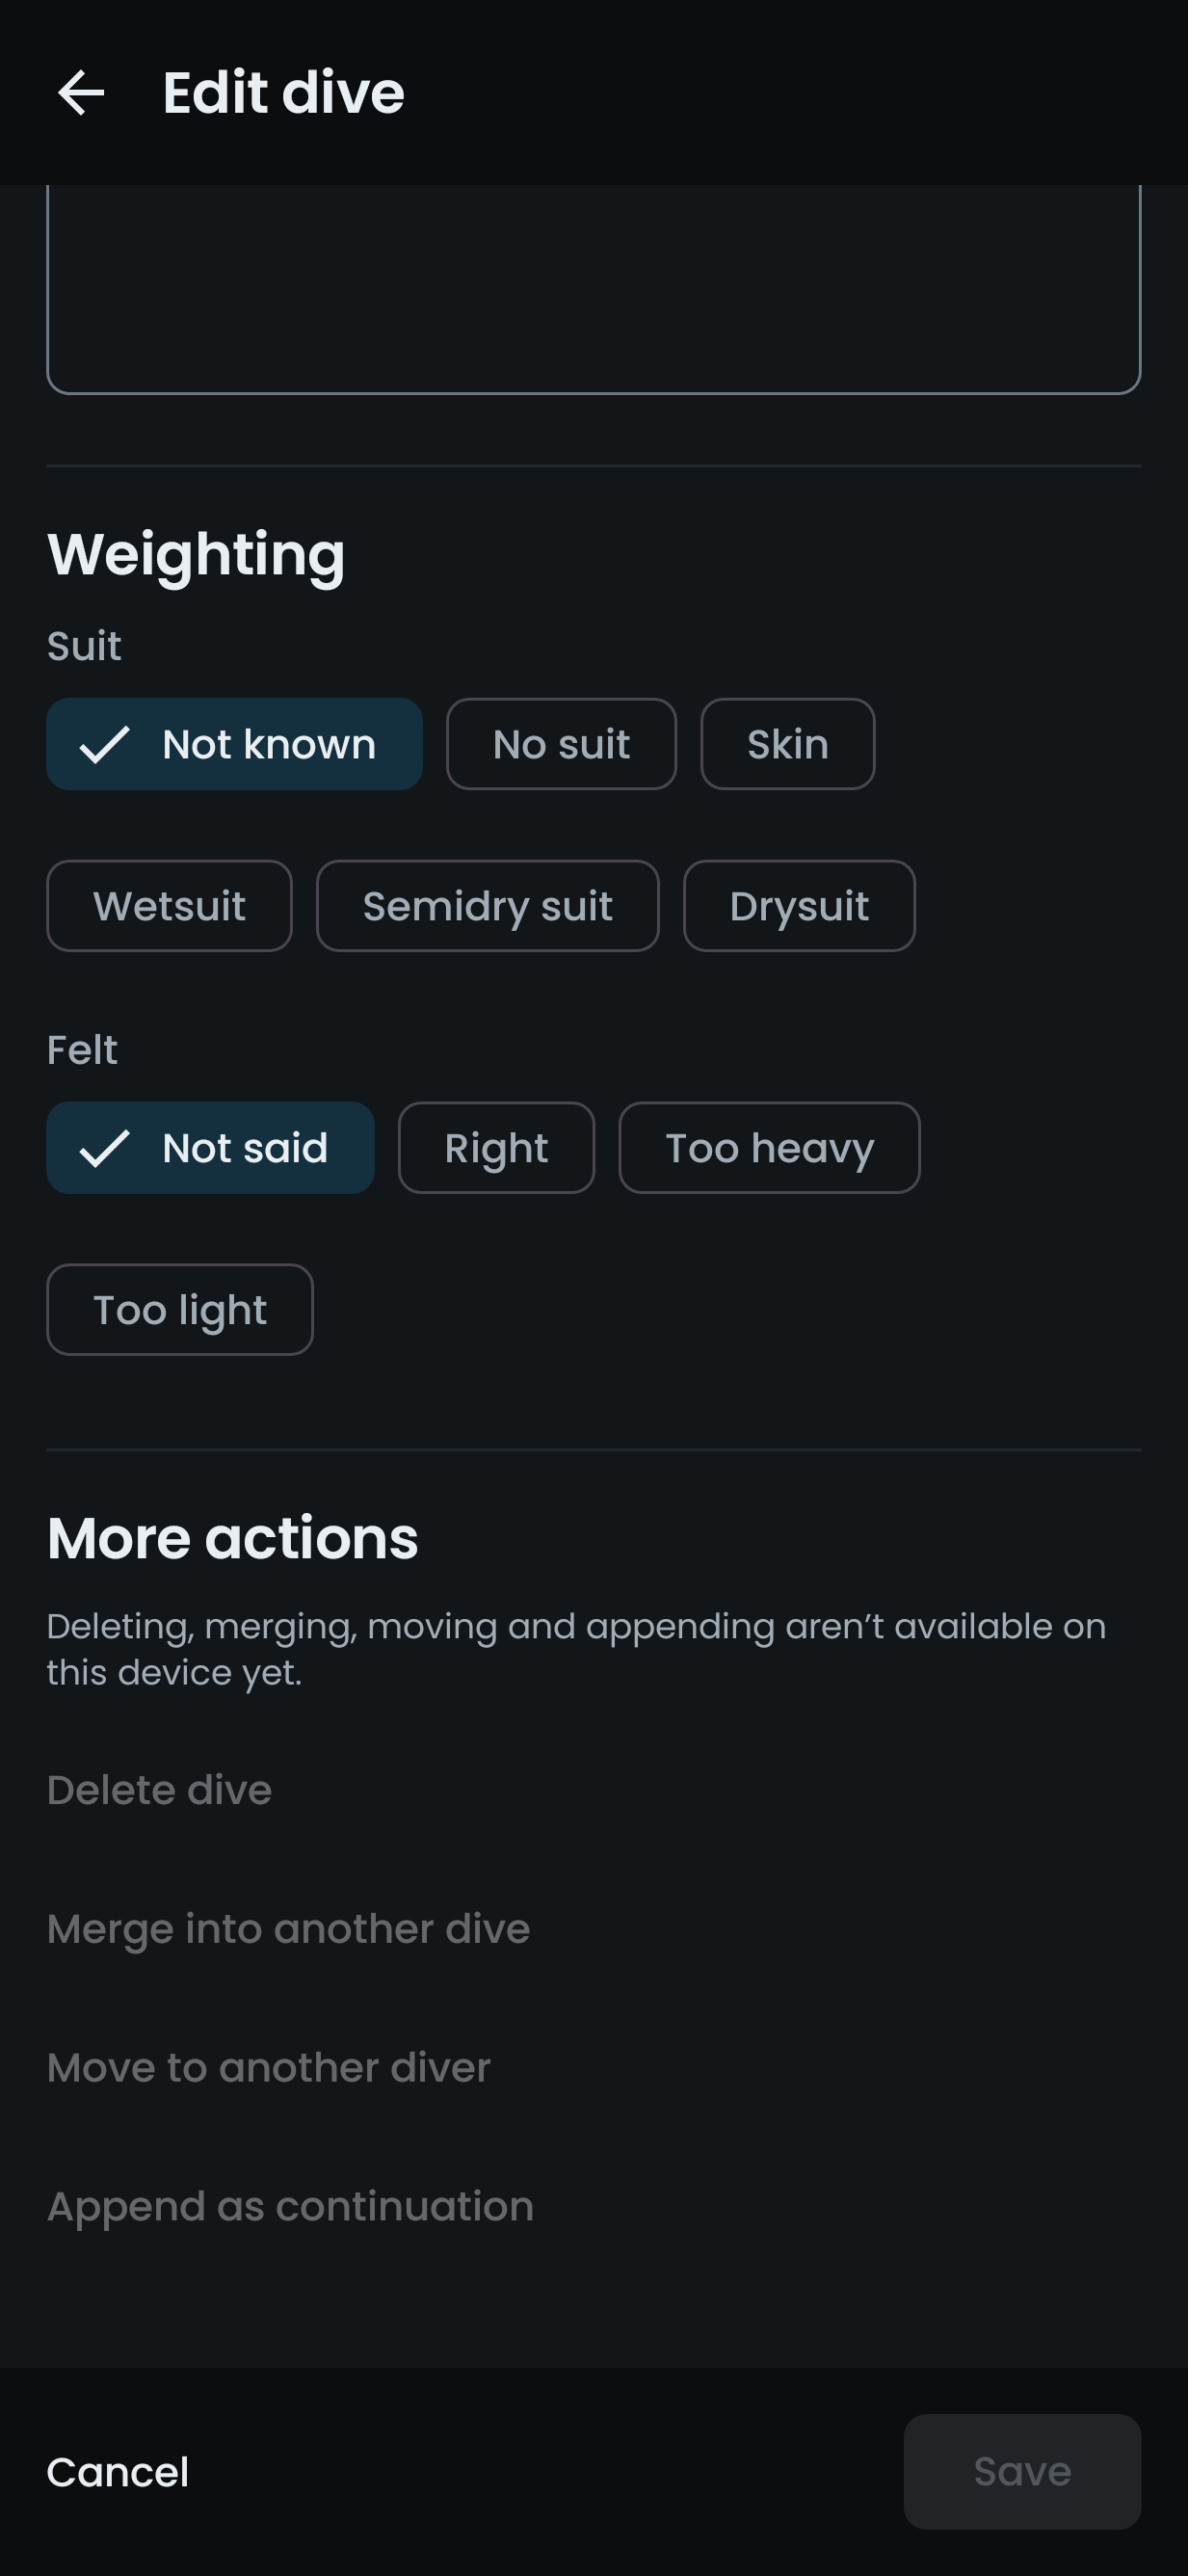 Edit dive
Weighting
Suit
Not known
No suit
Skin
Wetsuit
Semidry suit
Drysuit
Felt
Not said
Right
Too heavy
Too light
More actions
Deleting, merging, moving and appending aren’t available on
this device yet.
Delete dive
Merge into another dive
Move to another diver
Append as continuation
Cancel
Save